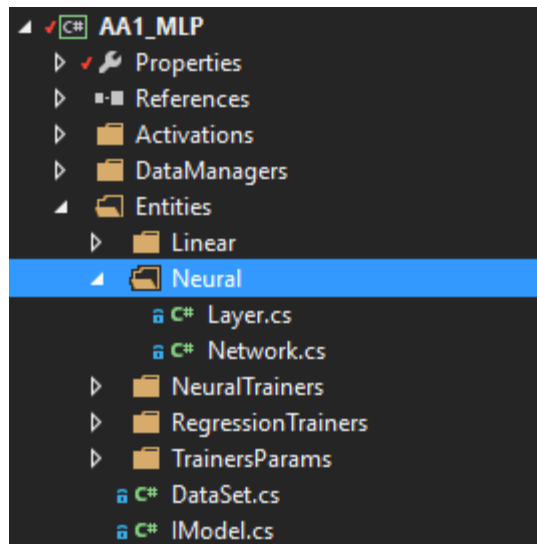 C# AA1_MLP
Properties
References
Activations
DataManagers
Entities
Linear
Neural
C# Layer.cs
C# Network.cs
NeuralTrainers
RegressionTrainers
TrainersParams
C# DataSet.cs
C# IModel.cs